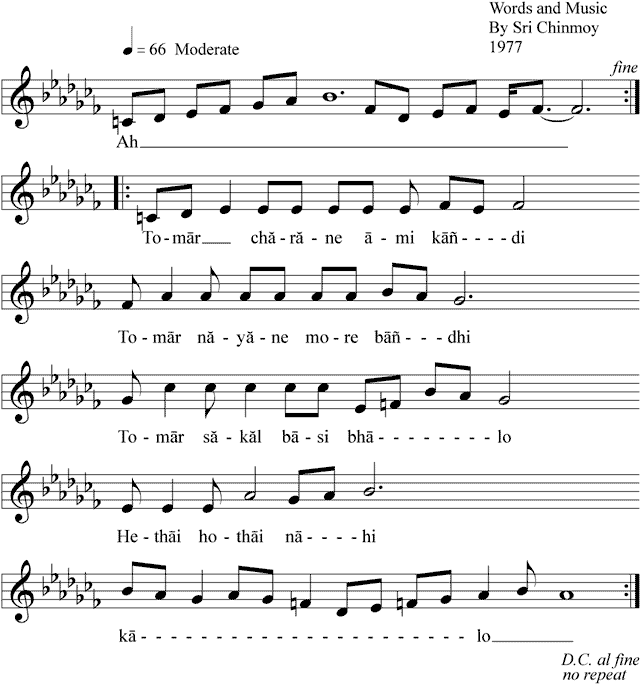 Words and Music
By Sri Chinmoy
1977
= 66 Moderate
fine
Ah
To-mār chă-ră-ne ā-mi kāñ----di
To-mār nă-yă-ne mo-re bāñ---dhi
To-mār să-kăl bā-si bhā--------lo
He-thāi ho-thāi nā---hi
kā------------------------lo
D.C. al fine
no repeat